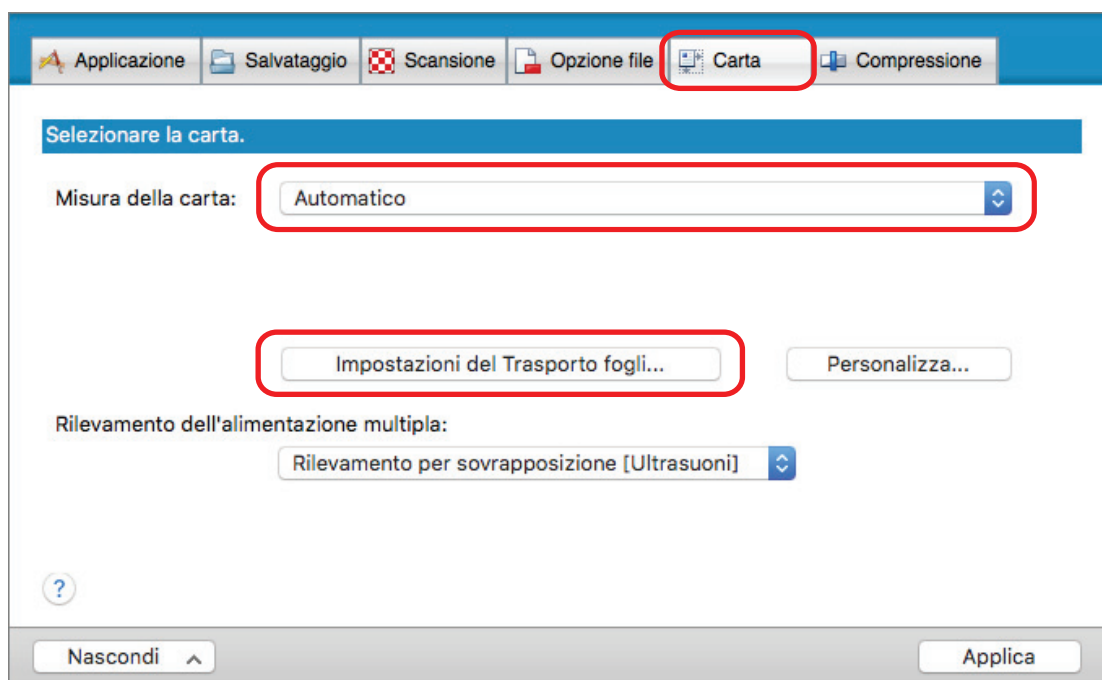 Applicazione Salvataggio Scansione Opzione file Carta Compressione
Selezionare la carta.
Misura della carta: Automatico
Impostazioni del Trasporto fogli... Personalizza...
Rilevamento dell'alimentazione multipla:
Rilevamento per sovrapposizione [Ultrasuoni]
?
Nascondi Applica